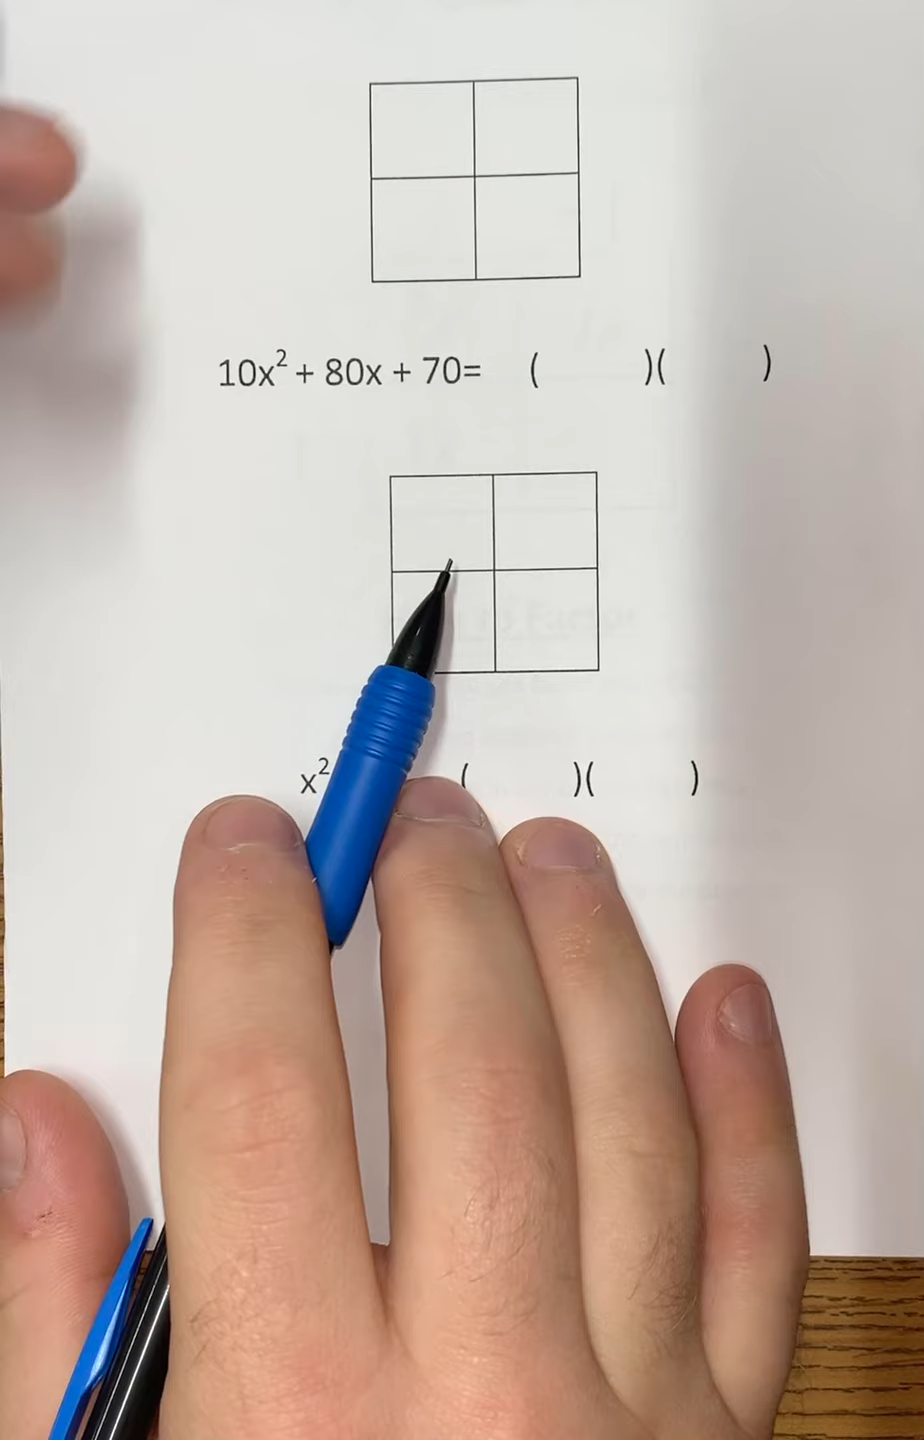 10x² + 80x + 70= ( )( )
x² ( )( )